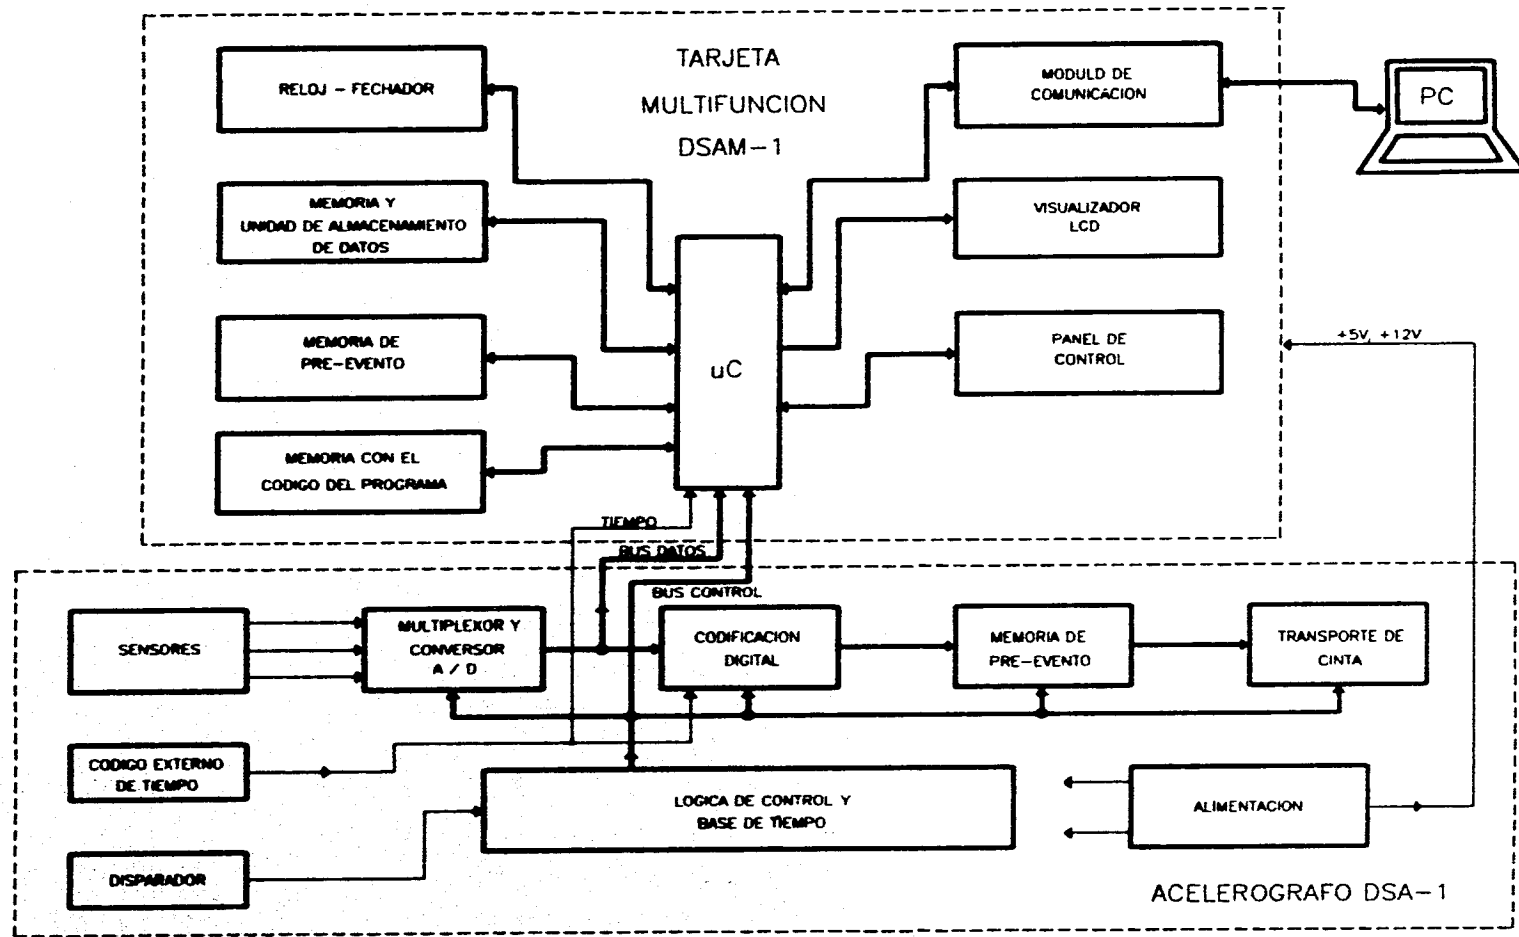 TARJETA
MULTIFUNCION
DSAM-1
RELOJ - FECHADOR
MODULO DE
COMUNICACION
PC
MEMORIA Y
UNIDAD DE ALMACENAMIENTO
DE DATOS
VISUALIZADOR
LCD
uC
MEMORIA DE
PRE-EVENTO
PANEL DE
CONTROL
+5V, +12V
MEMORIA CON EL
CODIGO DEL PROGRAMA
TIEMPO
BUS DATOS
BUS CONTROL
SENSORES
MULTIPLEXOR Y
CONVERSOR
A / D
CODIFICACION
DIGITAL
MEMORIA DE
PRE-EVENTO
TRANSPORTE DE
CINTA
CODIGO EXTERNO
DE TIEMPO
LOGICA DE CONTROL Y
BASE DE TIEMPO
ALIMENTACION
DISPARADOR
ACELEROGRAFO DSA-1